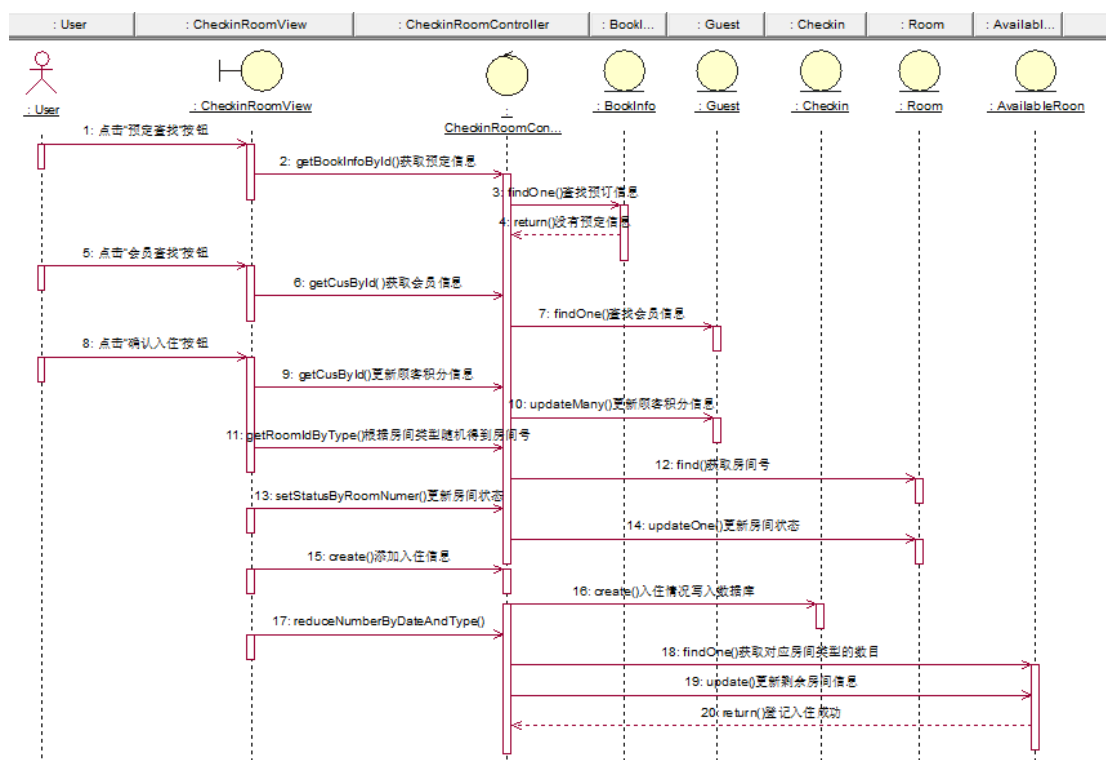 : User
: CheckinRoomView
: CheckinRoomController
: BookI...
: Guest
: Checkin
: Room
: Availabl...
: User
: CheckinRoomView
:
CheckinRoomCon...
: BookInfo
: Guest
: Checkin
: Room
: AvailableRoon
1: 点击"预定查找"按钮
2: getBookInfoById()获取预定信息
3: findOne()查找预订信息
4: return()没有预定信息
5: 点击"会员查找"按钮
6: getCusById( )获取会员信息
7: findOne()查找会员信息
8: 点击"确认入住"按钮
9: getCusById()更新顾客积分信息
10: updateMany()更新顾客积分信息
11: getRoomIdByType()根据房间类型随机得到房间号
12: find()获取房间号
13: setStatusByRoomNumer()更新房间状态
14: updateOne()更新房间状态
15: create()添加入住信息
16: create()入住情况写入数据库
17: reduceNumberByDateAndType()
18: findOne()获取对应房间类型的数目
19: update()更新剩余房间信息
20: return()登记入住成功